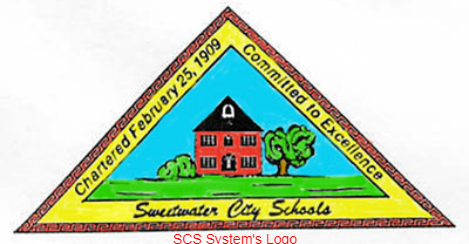 Chartered February 25, 1909
Committed to Excellence
Sweetwater City Schools
SCS System's Logo